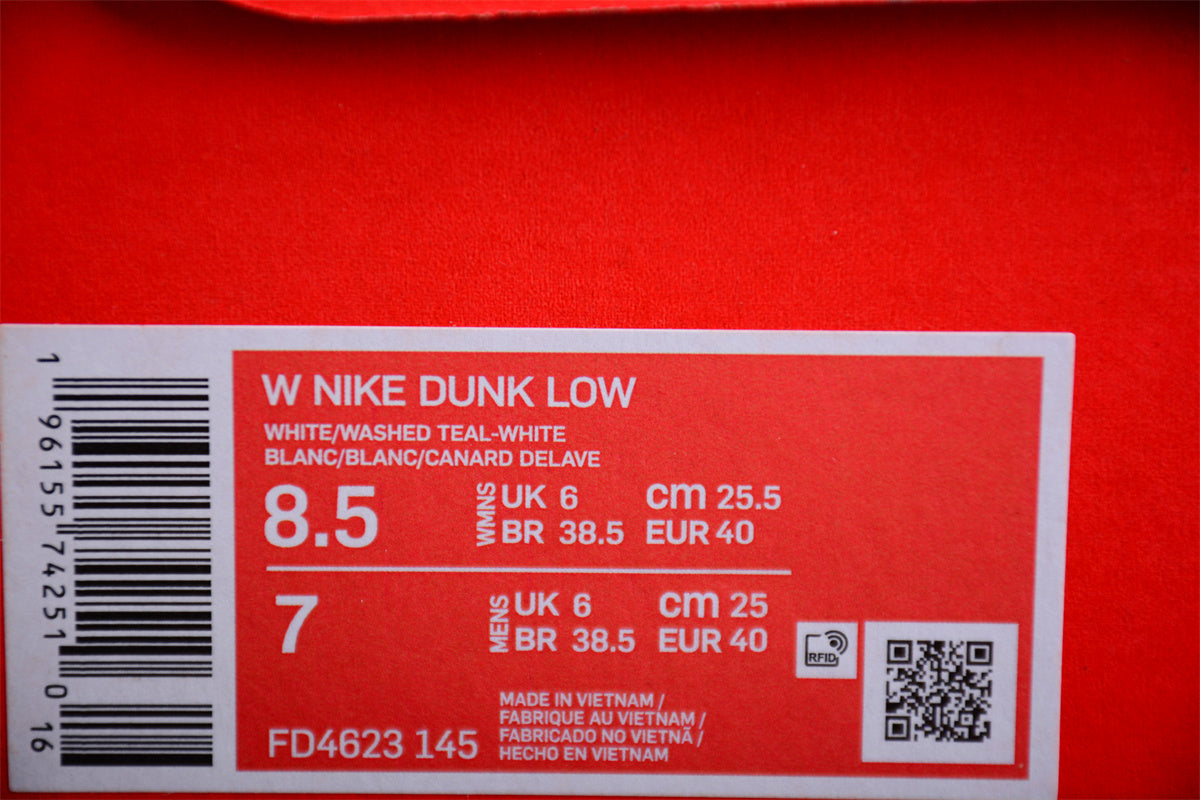 W NIKE DUNK LOW
WHITE/WASHED TEAL-WHITE
BLANC/BLANC/CANARD DELAVE
8.5 WMNS UK 6 cm 25.5
BR 38.5 EUR 40
7 MENS UK 6 cm 25
BR 38.5 EUR 40
RFID
MADE IN VIETNAM /
FABRIQUE AU VIETNAM /
FABRICADO NO VIETNÃ /
HECHO EN VIETNAM
FD4623 145
1 96155 74251 0 16